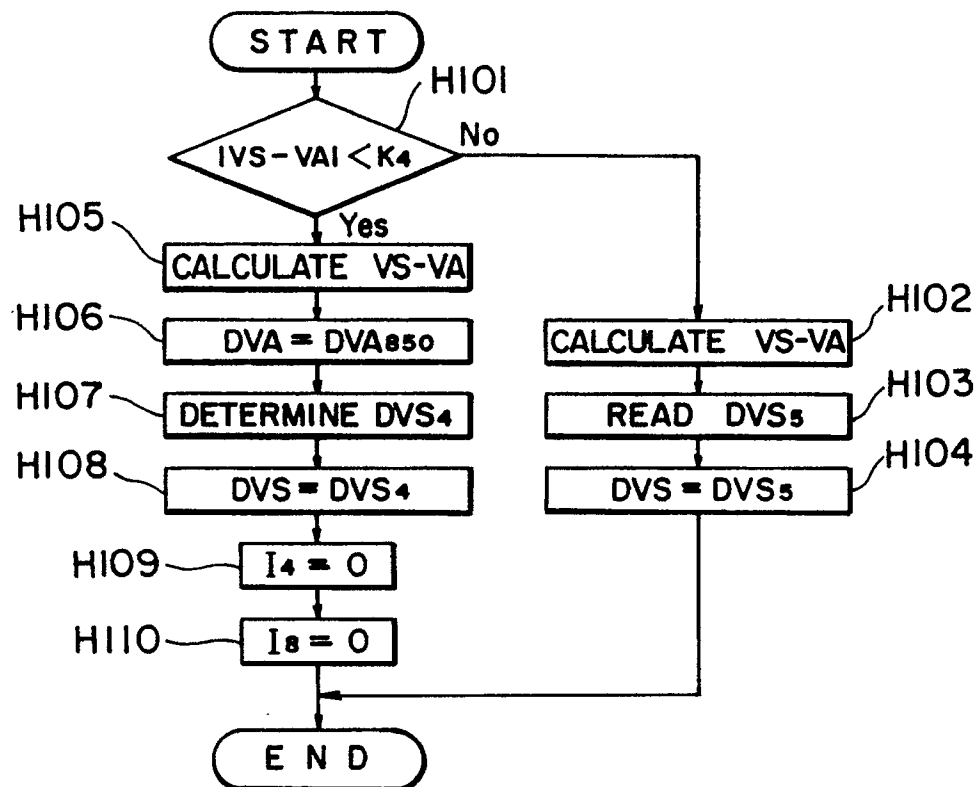 START
H101
|VS-VA|<K4
No
Yes
H105
CALCULATE VS-VA
H106
DVA=DVA850
H102
CALCULATE VS-VA
H107
DETERMINE DVS4
H103
READ DVS5
H108
DVS=DVS4
H104
DVS=DVS5
H109
I4=0
H110
I8=0
END